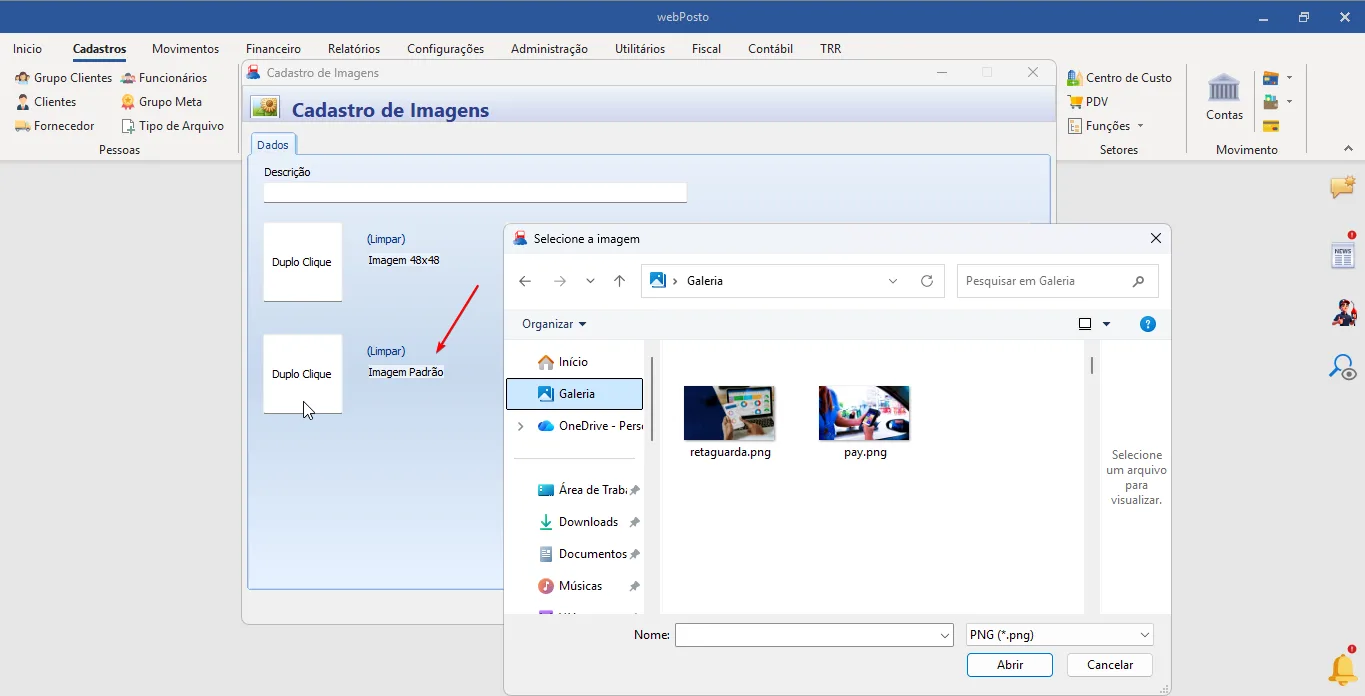 webPosto
Inicio Cadastros Movimentos Financeiro Relatórios Configurações Administração Utilitários Fiscal Contábil TRR
Grupo Clientes Funcionários
Clientes Grupo Meta
Fornecedor Tipo de Arquivo
Pessoas
Centro de Custo
PDV
Funções
Setores
Contas
Movimento
Cadastro de Imagens
Cadastro de Imagens
Dados
Descrição
Duplo Clique
(Limpar)
Imagem 48x48
Duplo Clique
(Limpar)
Imagem Padrão
Selecione a imagem
Galeria
Pesquisar em Galeria
Organizar
Início
Galeria
OneDrive - Perso
Área de Traba
Downloads
Documentos
Músicas
retaguarda.png
pay.png
Selecione
um arquivo
para
visualizar.
Nome:
PNG (*.png)
Abrir Cancelar
NEWS